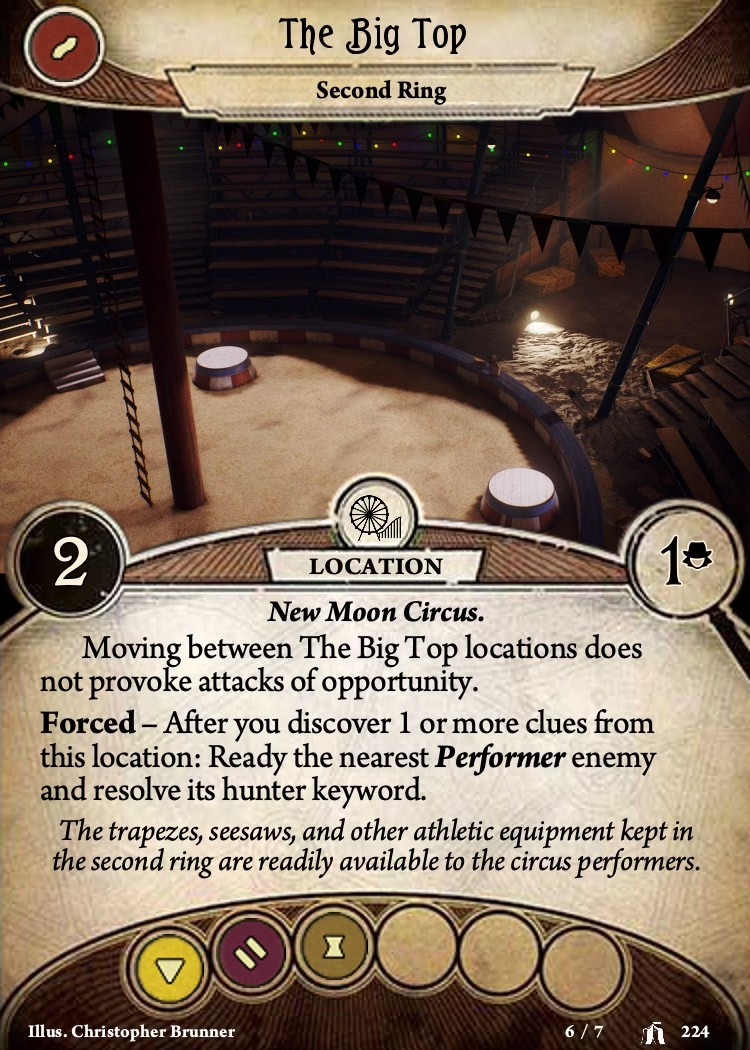 The Big Top
Second Ring
2
1
LOCATION
New Moon Circus.
Moving between The Big Top locations does
not provoke attacks of opportunity.
Forced – After you discover 1 or more clues from
this location: Ready the nearest Performer enemy
and resolve its hunter keyword.
The trapezes, seesaws, and other athletic equipment kept in
the second ring are readily available to the circus performers.
Illus. Christopher Brunner
6 / 7
224